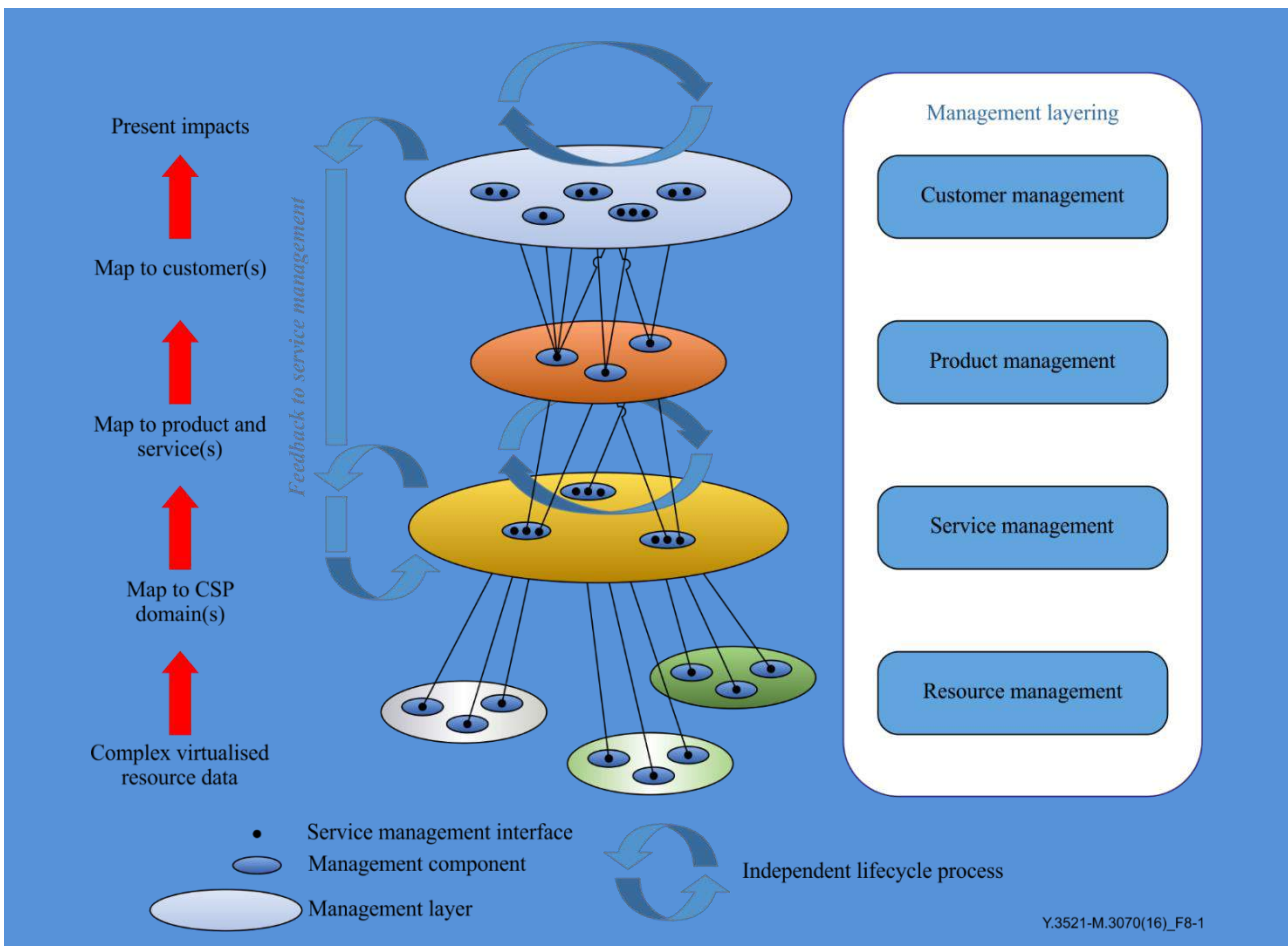 Present impacts
Map to customer(s)
Map to product and
service(s)
Map to CSP
domain(s)
Complex virtualised
resource data
Feedback to service management
Management layering
Customer management
Product management
Service management
Resource management
Service management interface
Management component
Management layer
Independent lifecycle process
Y.3521-M.3070(16)_F8-1